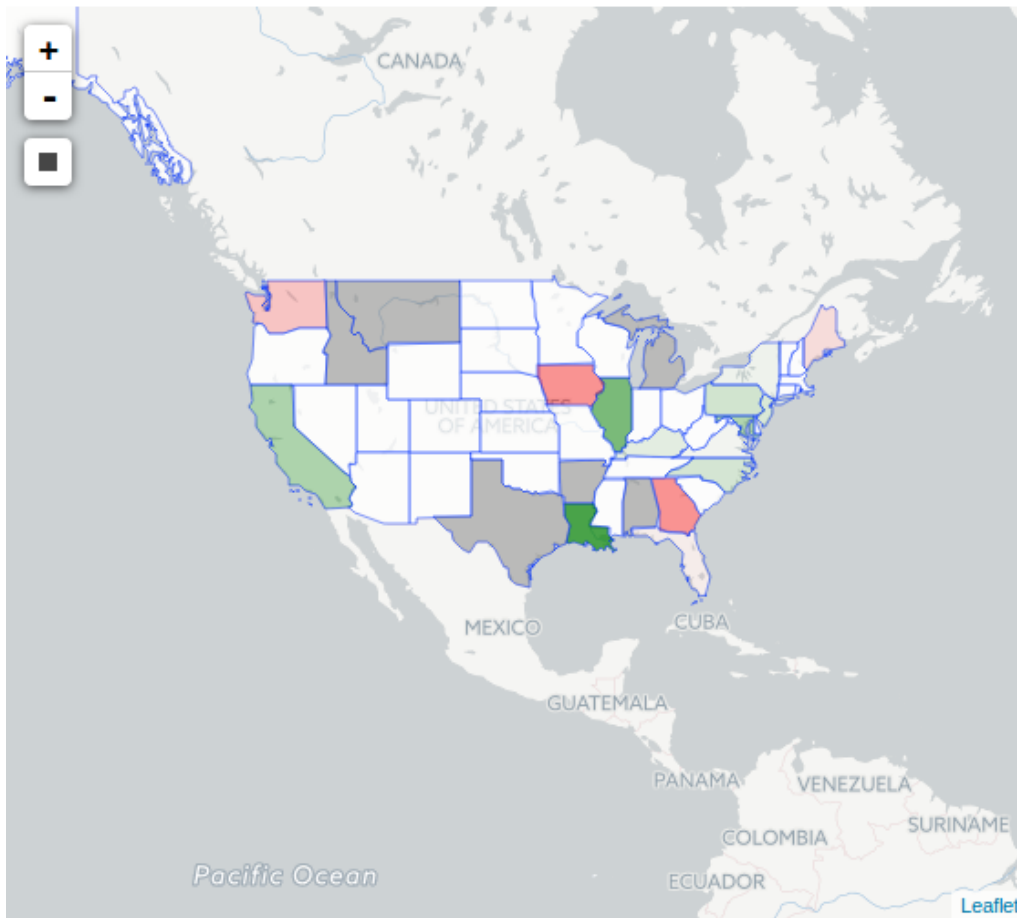 +
-
CANADA
UNITED STATES
OF AMERICA
MEXICO
CUBA
GUATEMALA
PANAMA
VENEZUELA
COLOMBIA
SURINAME
ECUADOR
Pacific Ocean
Leaflet